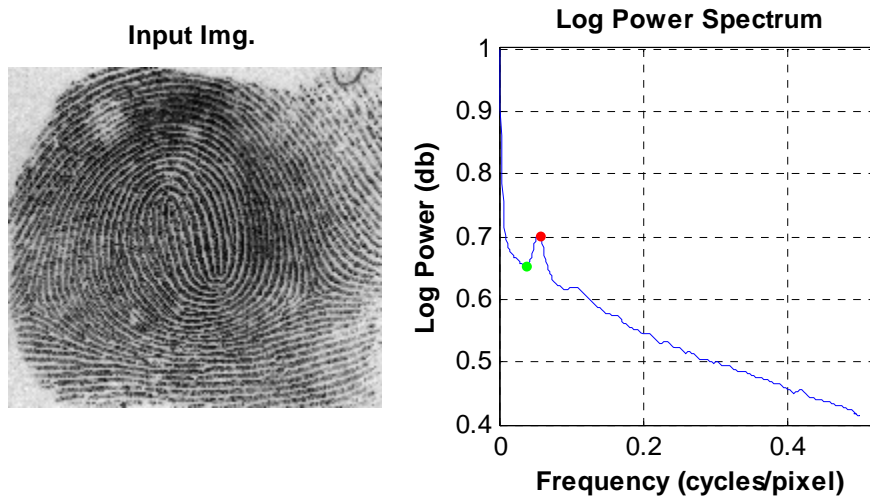 Input Img.
Log Power Spectrum
Log Power (db)
1
0.9
0.8
0.7
0.6
0.5
0.4
0
0.2
0.4
Frequency (cycles/pixel)